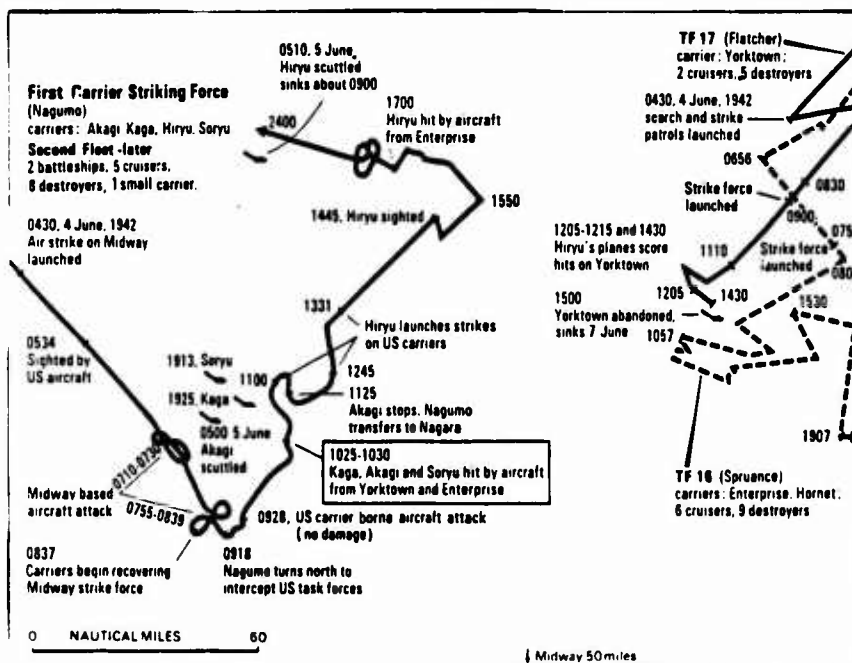 First Carrier Striking Force
(Nagumo)
carriers: Akagi Kaga, Hiryu. Soryu
Second Fleet -later
2 battleships, 5 cruisers,
8 destroyers, 1 small carrier.
0510, 5 June,
Hiryu scuttled
sinks about 0900
2400
1700
Hiryu hit by aircraft
from Enterprise
1550
1445, Hiryu sighted
0430, 4 June, 1942
Air strike on Midway
launched
0534
Sighted by
US aircraft
1331
Hiryu launches strikes
on US carriers
1245
1125
Akagi stops. Nagumo
transfers to Nagara
1913, Soryu
1100
1925, Kaga
0500 5 June
Akagi
scuttled
1025-1030
Kaga, Akagi and Soryu hit by aircraft
from Yorktown and Enterprise
0710-0730
Midway based
aircraft attack
0755-0839
0928, US carrier borne aircraft attack
(no damage)
0837
Carriers begin recovering
Midway strike force
0918
Nagumo turns north to
intercept US task forces
0 NAUTICAL MILES 60
Midway 50 miles
TF 17 (Flatcher)
carrier: Yorktown;
2 cruisers, 5 destroyers
0430, 4 June, 1942
search and strike
patrols launched
0656
0830
Strike force
launched
0900
075
1205-1215 and 1430
Hiryu's planes score
hits on Yorktown
1110
Strike force
launched
080
1205
1430
1500
Yorktown abandoned,
sinks 7 June
1530
1057
1907
TF 16 (Spruance)
carriers: Enterprise. Hornet,
6 cruisers, 9 destroyers